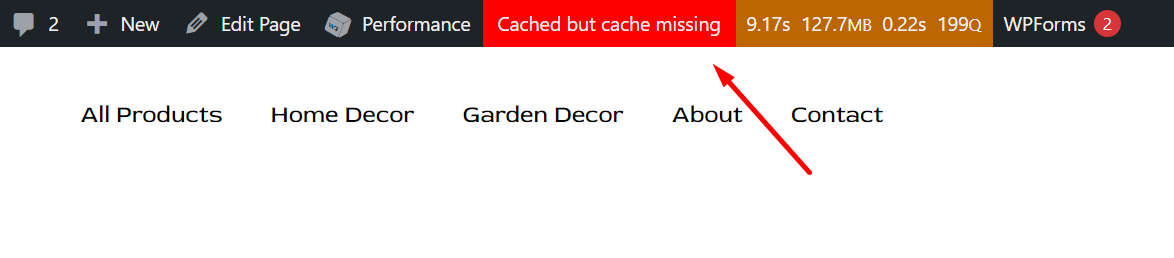 2 New Edit Page Performance Cached but cache missing 9.17s 127.7MB 0.22s 199Q WPForms 2
All Products Home Decor Garden Decor About Contact